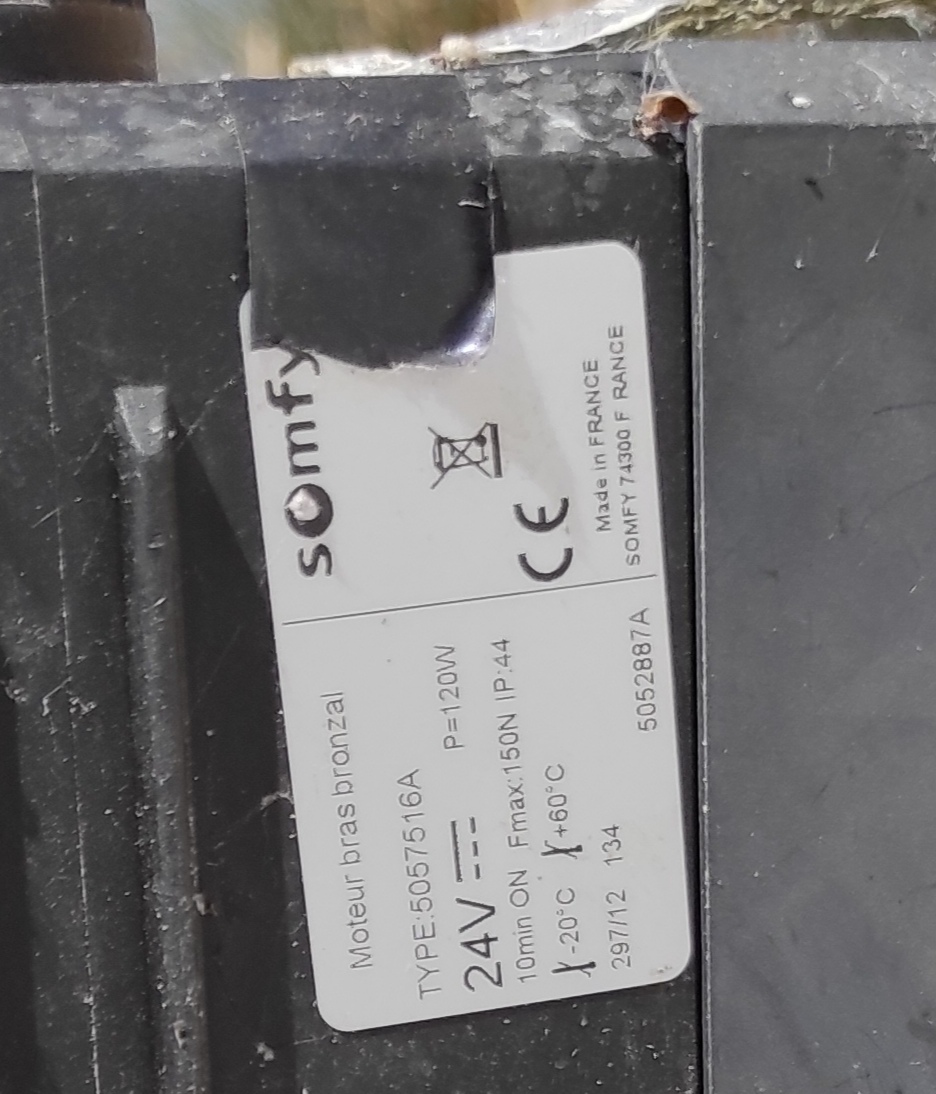 somfy
Made in FRANCE
SOMFY 74300 F RANCE
Moteur bras bronzal
TYPE:5057516A
24V P=120W
10min ON Fmax:150N IP:44
-20°C +60°C
297/12 134
5052887A